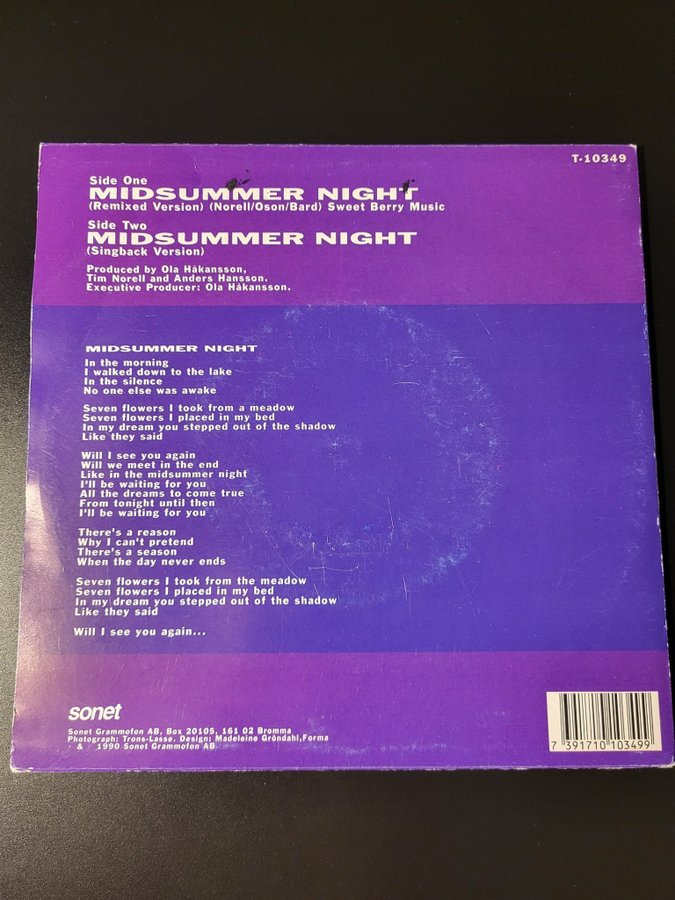 T-10349
Side One
MIDSUMMER NIGHT
(Remixed Version) (Norell/Oson/Bard) Sweet Berry Music
Side Two
MIDSUMMER NIGHT
(Singback Version)
Produced by Ola Håkansson,
Tim Norell and Anders Hansson.
Executive Producer: Ola Håkansson.
MIDSUMMER NIGHT
In the morning
I walked down to the lake
In the silence
No one else was awake
Seven flowers I took from a meadow
Seven flowers I placed in my bed
In my dream you stepped out of the shadow
Like they said
Will I see you again
Will we meet in the end
Like in the midsummer night
I'll be waiting for you
All the dreams to come true
From tonight until then
I'll be waiting for you
There's a reason
Why I can't pretend
There's a season
When the day never ends
Seven flowers I took from the meadow
Seven flowers I placed in my bed
In my dream you stepped out of the shadow
Like they said
Will I see you again...
sonet
Sonet Grammofon AB, Box 20105, 161 02 Bromma
Photograph: Trons-Lasse. Design: Madeleine Gröndahl,Forma
& 1990 Sonet Grammofon AB
7 391710 103499